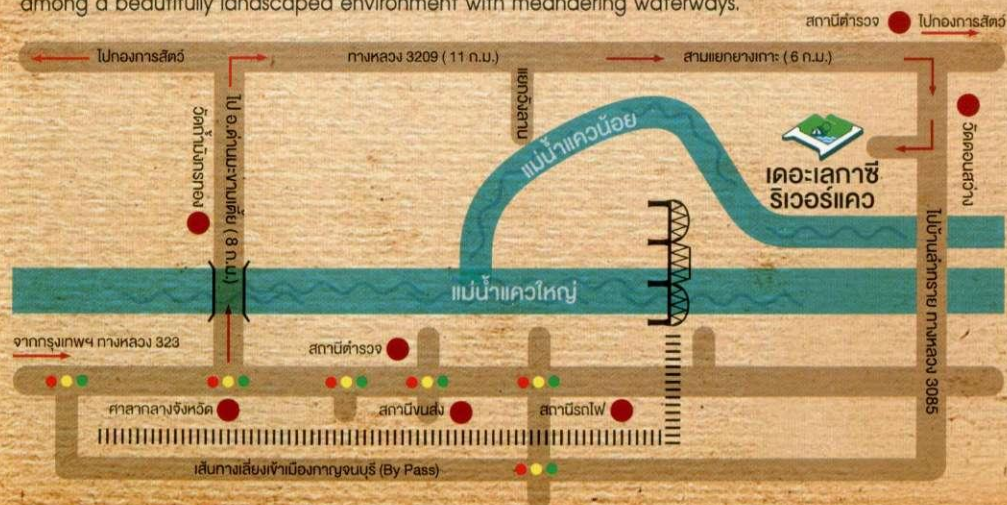 among a beautifully landscaped environment with meandering waterways.
สถานีตำรวจ
ไปกองการสัตว์
ไปกองการสัตว์
ทางหลวง 3209 ( 11 ก.ม.)
สามแยกยางเกาะ ( 6 ก.ม.)
แยกวังลาน
วัดถ้ำมังกรทอง
ไป อ.ด่านมะขามเตี้ย ( 8 ก.ม.)
แม่น้ำแควน้อย
วัดดอนสว่าง
เดอะเลกาซี
ริเวอร์แคว
ไปบ้านลำทราย ทางหลวง 3085
แม่น้ำแควใหญ่
จากกรุงเทพฯ ทางหลวง 323
สถานีตำรวจ
ศาลากลางจังหวัด
สถานีขนส่ง
สถานีรถไฟ
เส้นทางเลี่ยงเข้าเมืองกาญจนบุรี (By Pass)